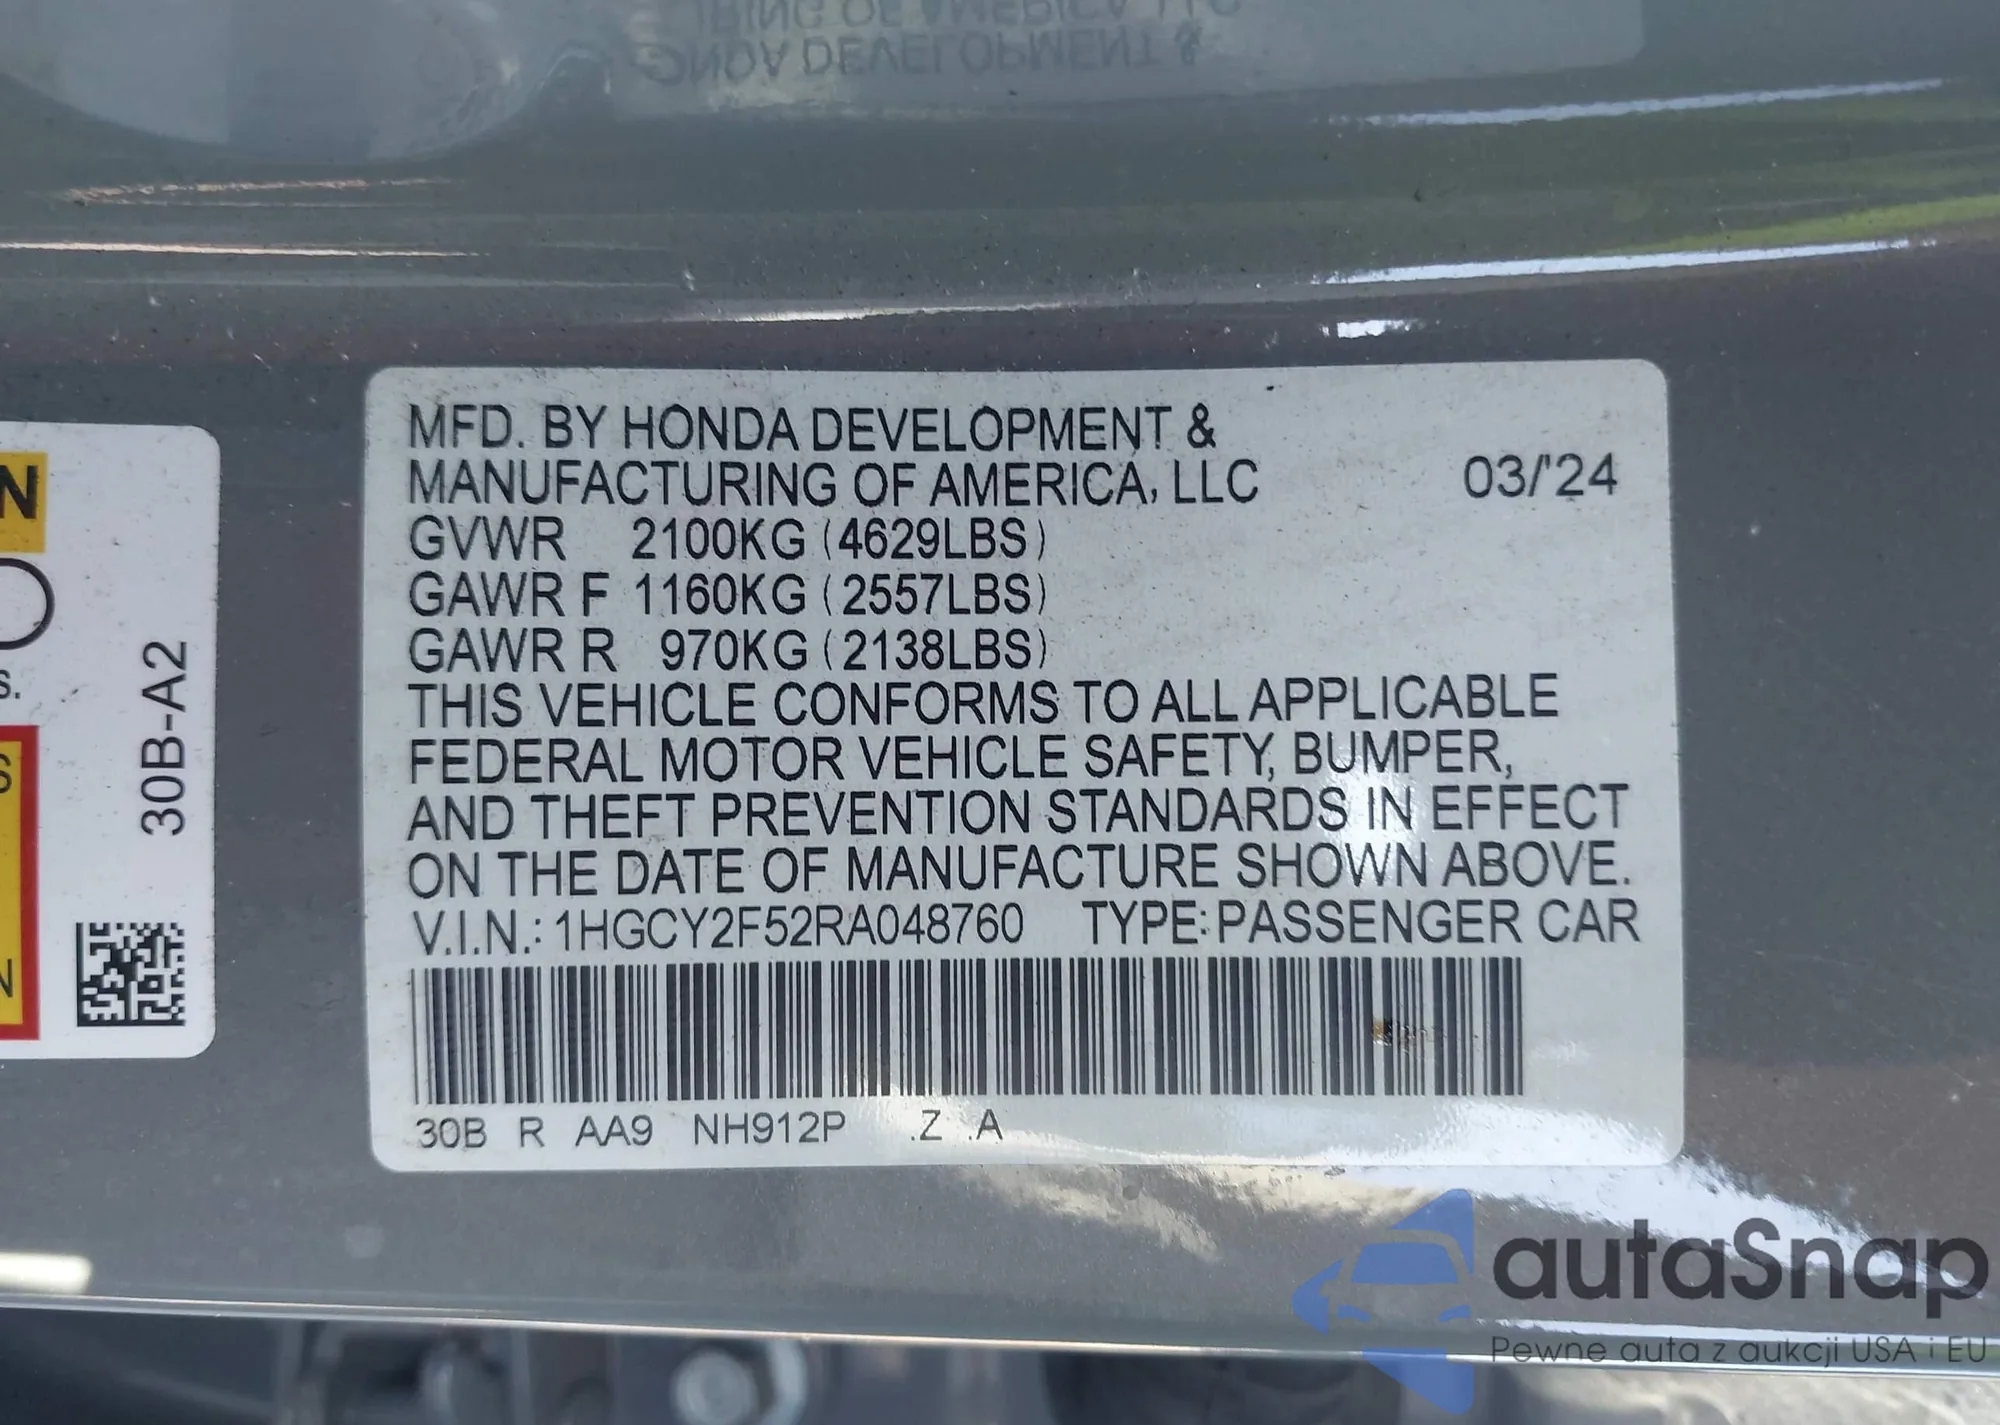 MFD. BY HONDA DEVELOPMENT &
MANUFACTURING OF AMERICA, LLC 03/'24
GVWR 2100KG (4629LBS)
GAWR F 1160KG (2557LBS)
GAWR R 970KG (2138LBS)
THIS VEHICLE CONFORMS TO ALL APPLICABLE
FEDERAL MOTOR VEHICLE SAFETY, BUMPER,
AND THEFT PREVENTION STANDARDS IN EFFECT
ON THE DATE OF MANUFACTURE SHOWN ABOVE.
V.I.N.: 1HGCY2F52RA048760 TYPE: PASSENGER CAR
30B R AA9 NH912P .Z .A
30B-A2
N
S.
S
N
autaSnap
Pewne auta z aukcji USA i EU